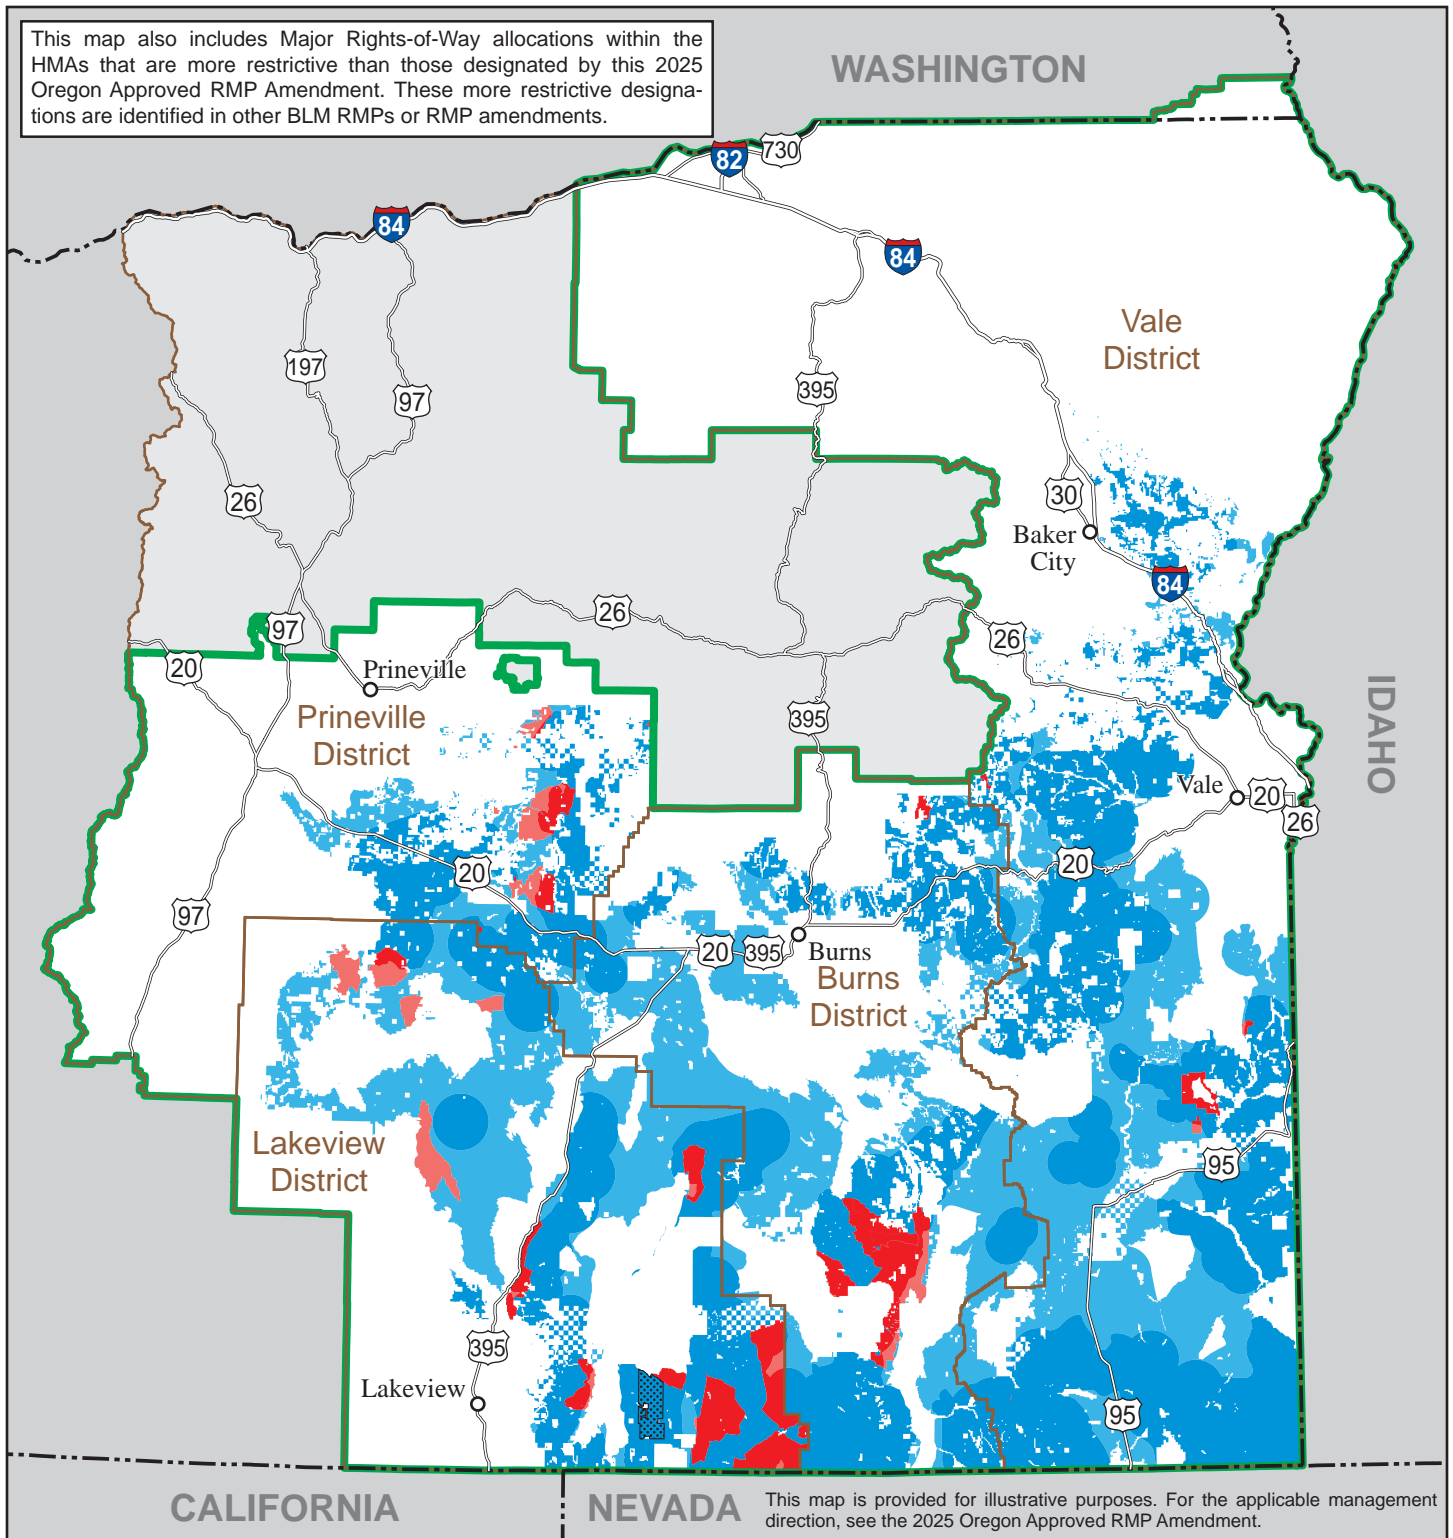 This map also includes Major Rights-of-Way allocations within the
HMAs that are more restrictive than those designated by this 2025
Oregon Approved RMP Amendment. These more restrictive designa-
tions are identified in other BLM RMPs or RMP amendments.
WASHINGTON
82
730
84
84
Vale
District
197
97
395
26
30
Baker
City
84
97
26
26
20
Prineville
Prineville
District
395
IDAHO
Vale
20
26
20
20
97
20
395
Burns
Burns
District
Lakeview
District
95
395
Lakeview
95
CALIFORNIA
NEVADA
This map is provided for illustrative purposes. For the applicable management
direction, see the 2025 Oregon Approved RMP Amendment.